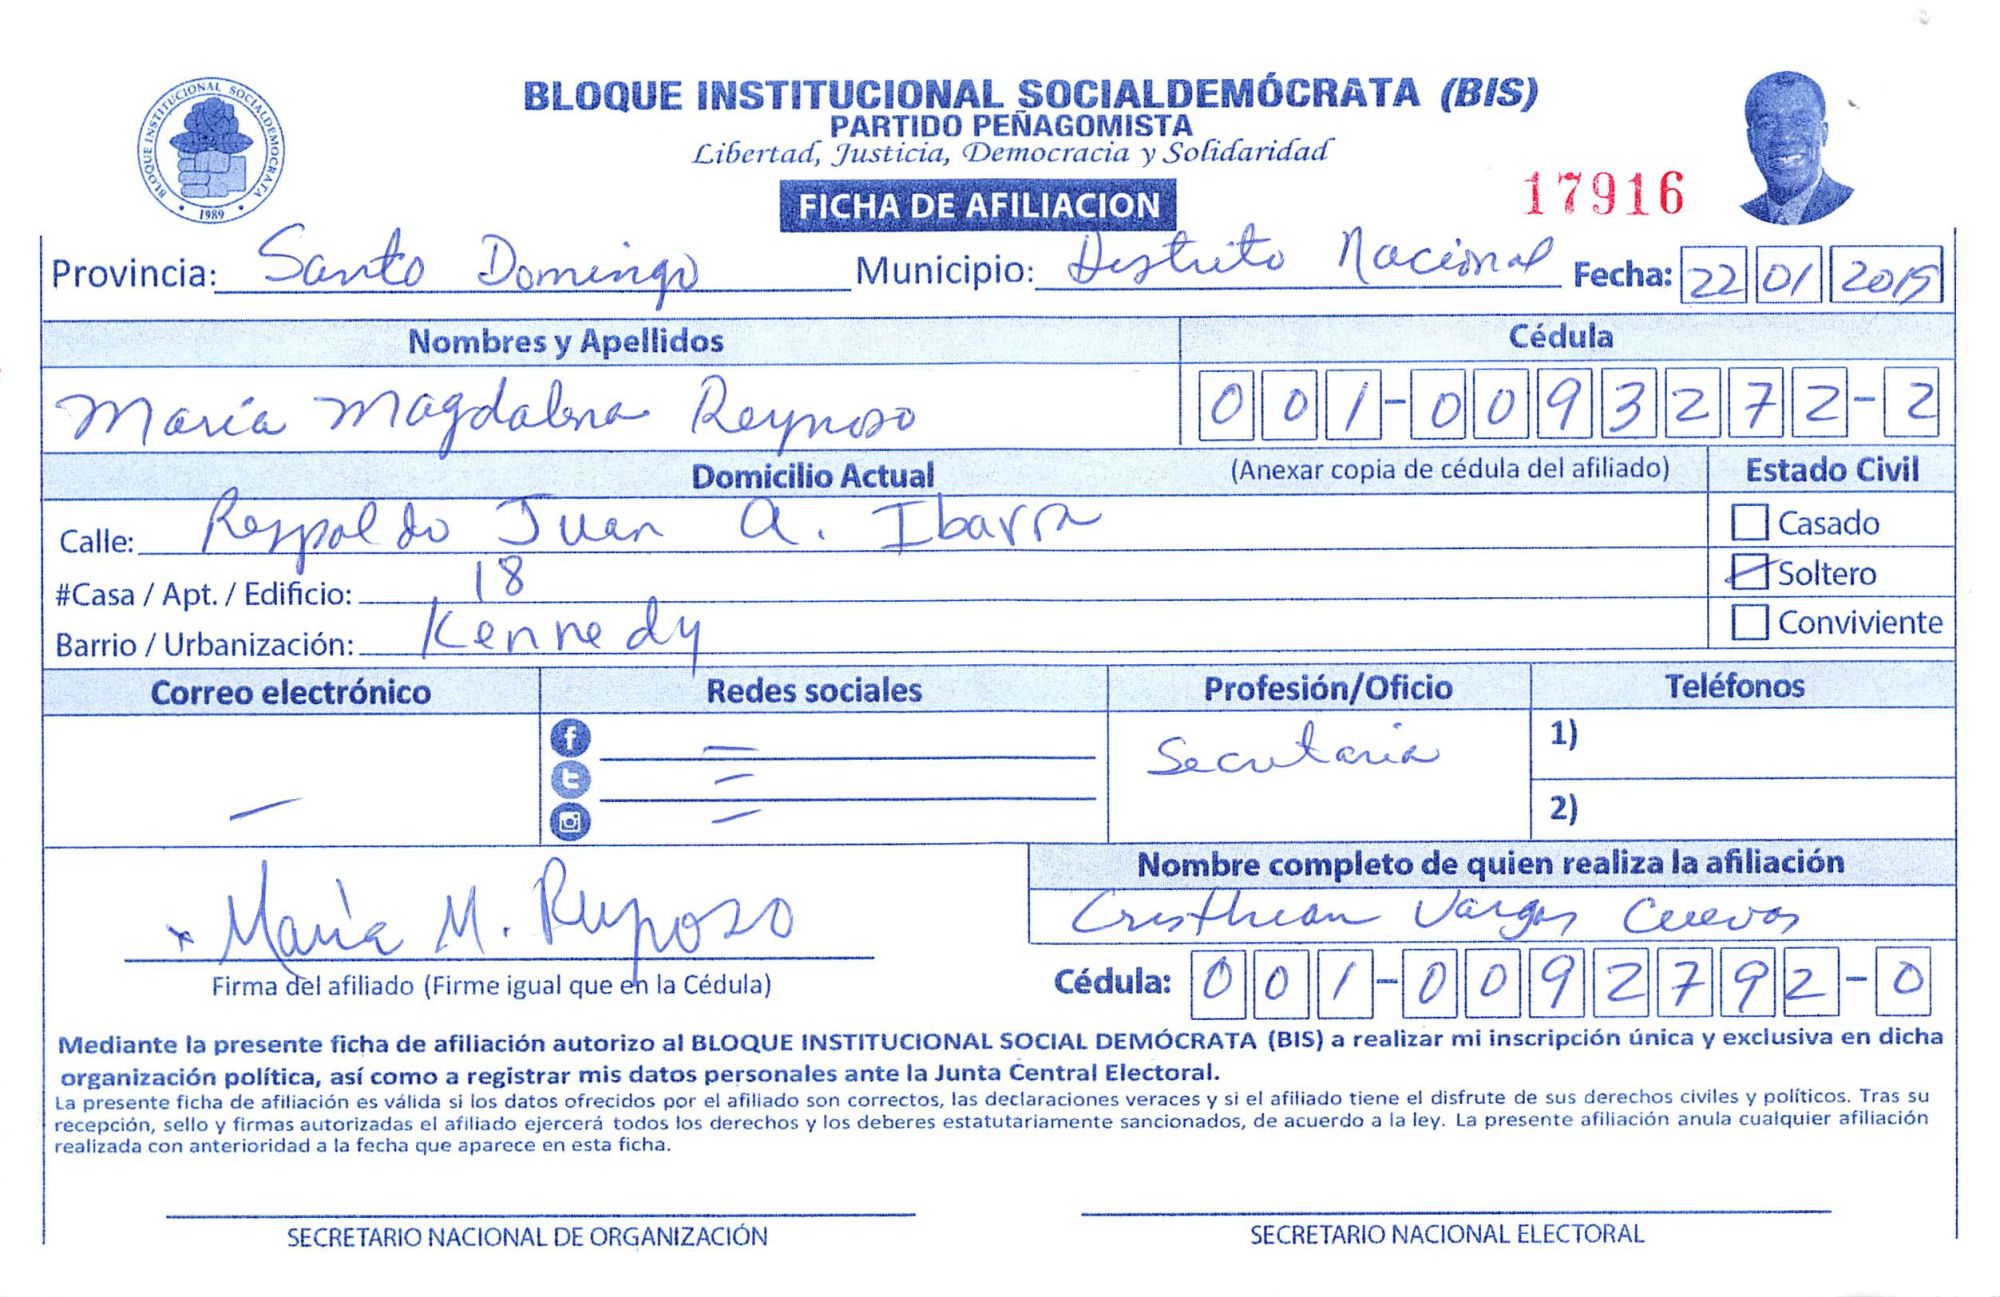 BLOQUE INSTITUCIONAL SOCIALDEMOCRATA
1989
BLOQUE INSTITUCIONAL SOCIALDEMÓCRATA (BIS)
PARTIDO PEÑAGOMISTA
Libertad, Justicia, Democracia y Solidaridad
FICHA DE AFILIACION
17916
Provincia: Santo Domingo Municipio: Distrito Nacional Fecha: 22 01 2019
Nombres y Apellidos Cédula
María Magdalena Reynoso 001-0093272-2
Domicilio Actual (Anexar copia de cédula del afiliado) Estado Civil
Calle: Reynaldo Juan A. Ibarra Casado
#Casa / Apt. / Edificio: 18 Soltero
Barrio / Urbanización: Kennedy Conviviente
Correo electrónico Redes sociales Profesión/Oficio Teléfonos
Secretaria 1)
2)
Nombre completo de quien realiza la afiliación
María M. Reynoso Cristhian Vargas Cuevas
Firma del afiliado (Firme igual que en la Cédula) Cédula: 001-0092792-0
Mediante la presente ficha de afiliación autorizo al BLOQUE INSTITUCIONAL SOCIAL DEMÓCRATA (BIS) a realizar mi inscripción única y exclusiva en dicha
organización política, así como a registrar mis datos personales ante la Junta Central Electoral.
La presente ficha de afiliación es válida si los datos ofrecidos por el afiliado son correctos, las declaraciones veraces y si el afiliado tiene el disfrute de sus derechos civiles y políticos. Tras su
recepción, sello y firmas autorizadas el afiliado ejercerá todos los derechos y los deberes estatutariamente sancionados, de acuerdo a la ley. La presente afiliación anula cualquier afiliación
realizada con anterioridad a la fecha que aparece en esta ficha.
SECRETARIO NACIONAL DE ORGANIZACIÓN SECRETARIO NACIONAL ELECTORAL